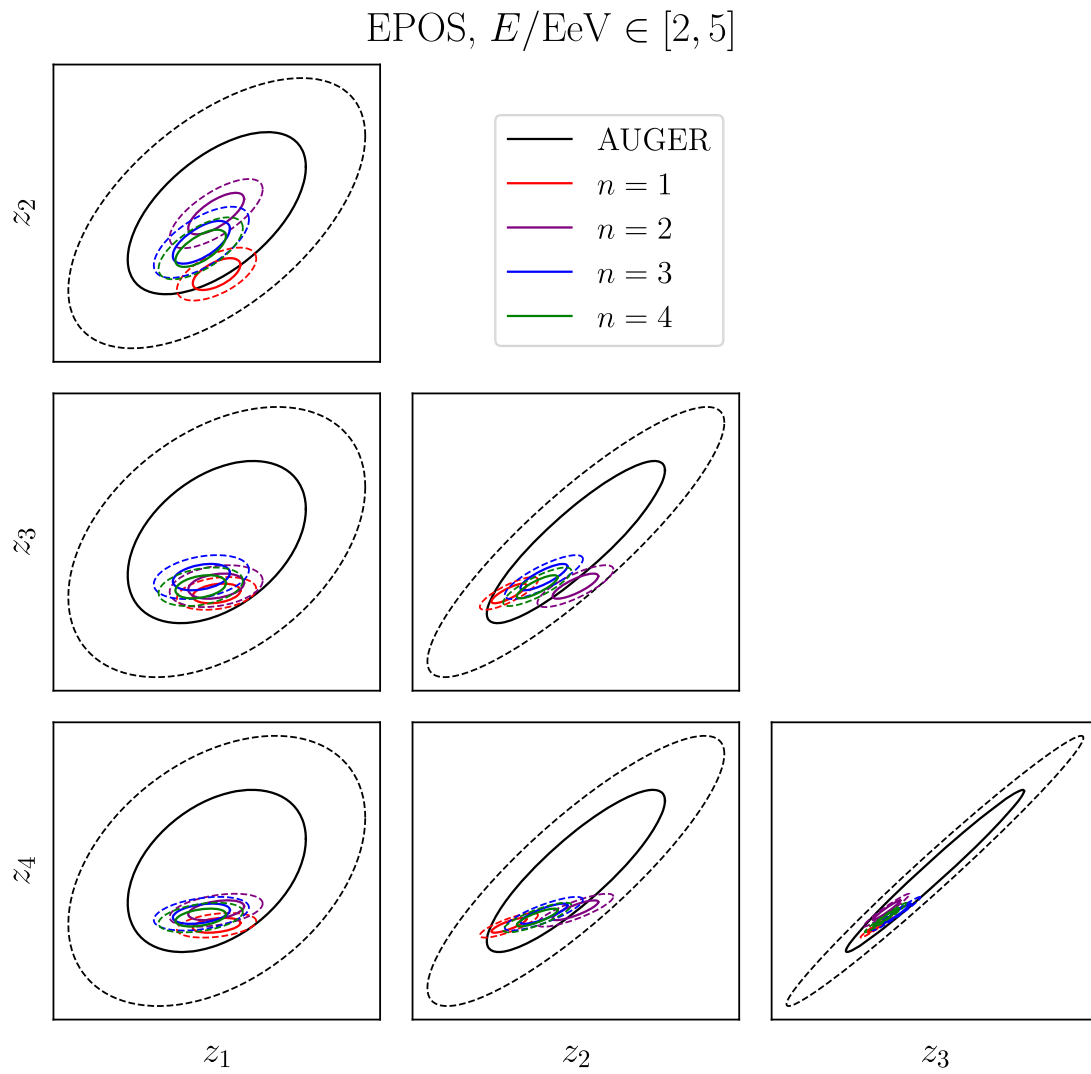 EPOS, E/EeV ∈ [2, 5]
z₂
AUGER
n = 1
n = 2
n = 3
n = 4
z₃
z₄
z₁
z₂
z₃